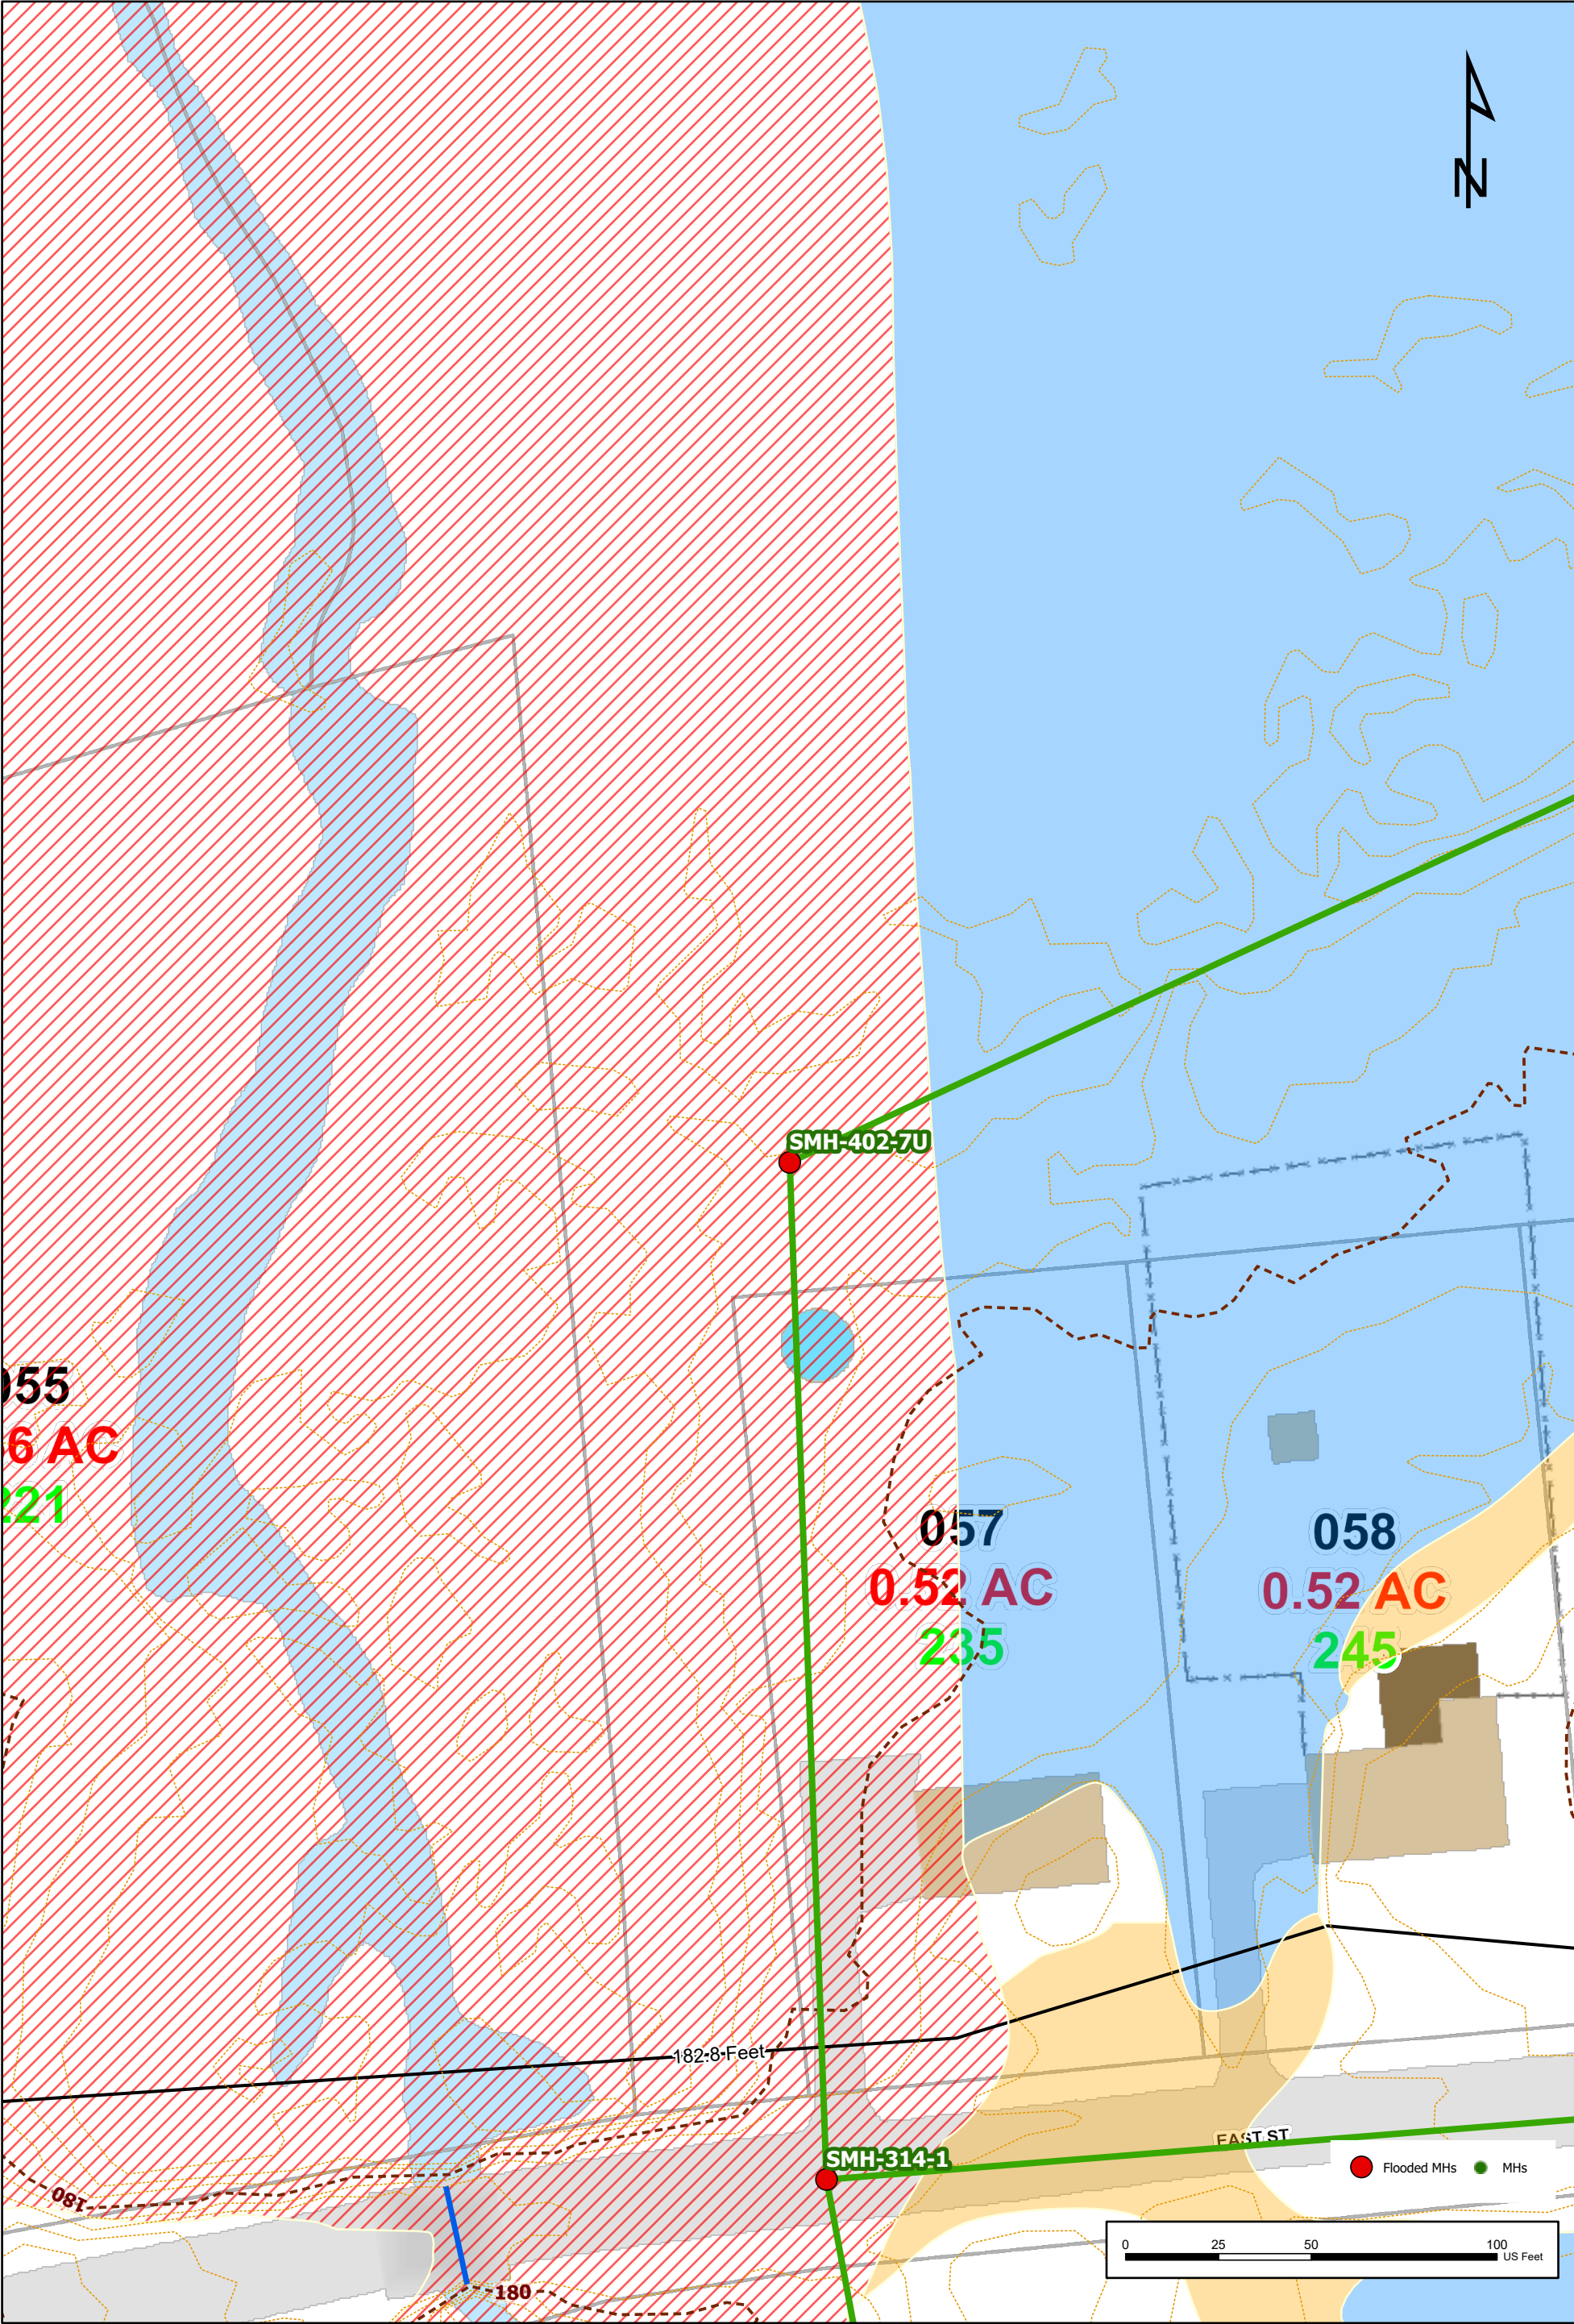 N
SMH-402-7U
055
6 AC
221
057
0.52 AC
235
058
0.52 AC
245
182.8 Feet
EAST ST
SMH-314-1
Flooded MHs
MHs
180
180
0
25
50
100
US Feet